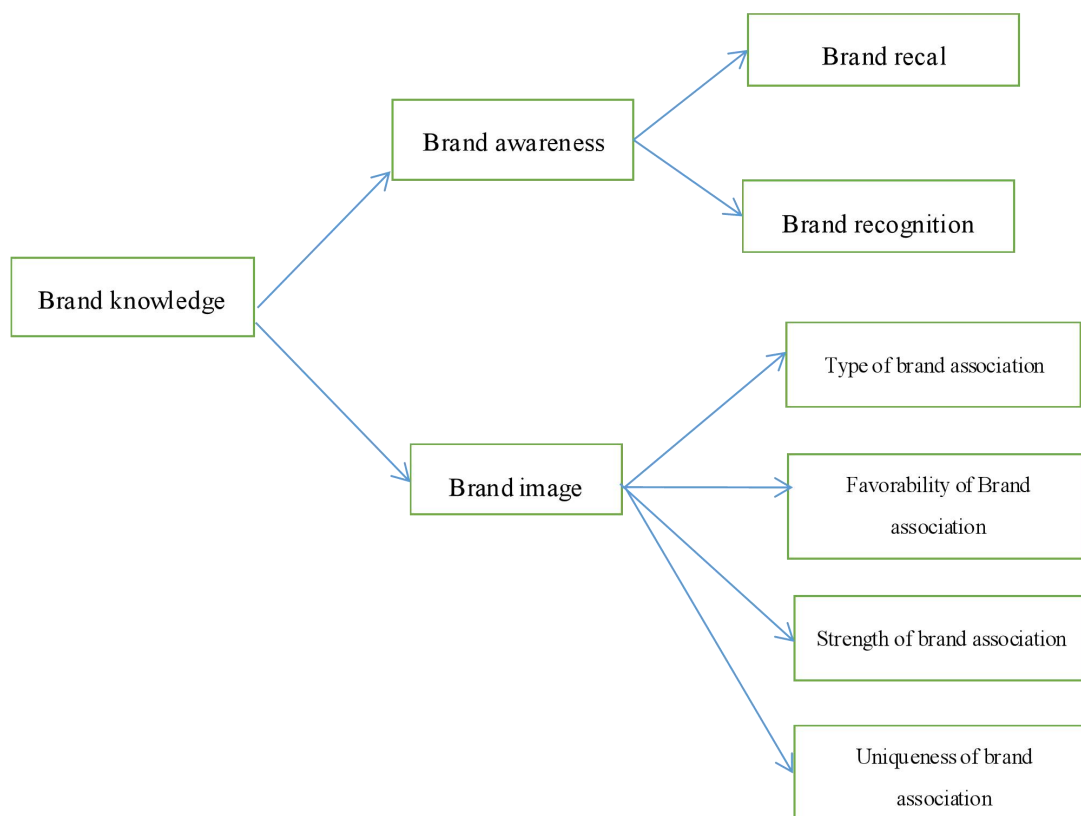 Brand recal
Brand awareness
Brand recognition
Brand knowledge
Type of brand association
Favorability of Brand
association
Brand image
Strength of brand association
Uniqueness of brand
association